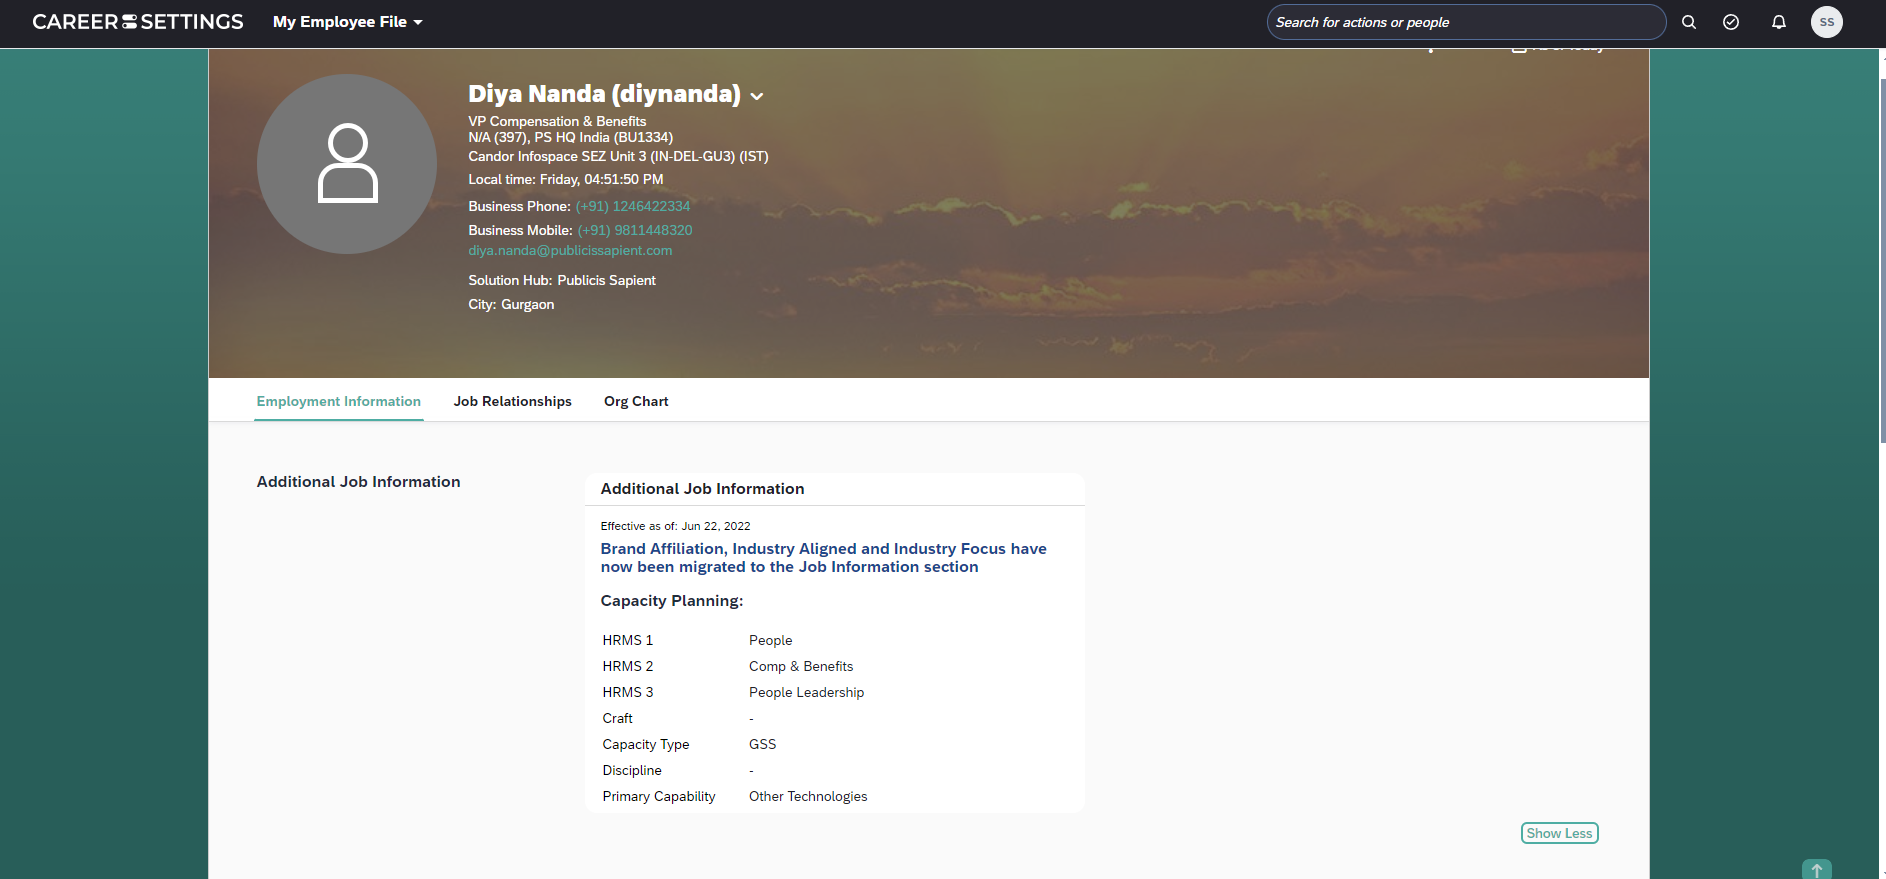 CAREER SETTINGS
My Employee File
Search for actions or people
SS
Diya Nanda (diynanda)
VP Compensation & Benefits
N/A (397), PS HQ India (BU1334)
Candor Infospace SEZ Unit 3 (IN-DEL-GU3) (IST)
Local time: Friday, 04:51:50 PM
Business Phone: (+91) 1246422334
Business Mobile: (+91) 9811448320
diya.nanda@publicissapient.com
Solution Hub: Publicis Sapient
City: Gurgaon
Employment Information
Job Relationships
Org Chart
Additional Job Information
Additional Job Information
Effective as of: Jun 22, 2022
Brand Affiliation, Industry Aligned and Industry Focus have
now been migrated to the Job Information section
Capacity Planning:
HRMS 1 People
HRMS 2 Comp & Benefits
HRMS 3 People Leadership
Craft -
Capacity Type GSS
Discipline -
Primary Capability Other Technologies
Show Less